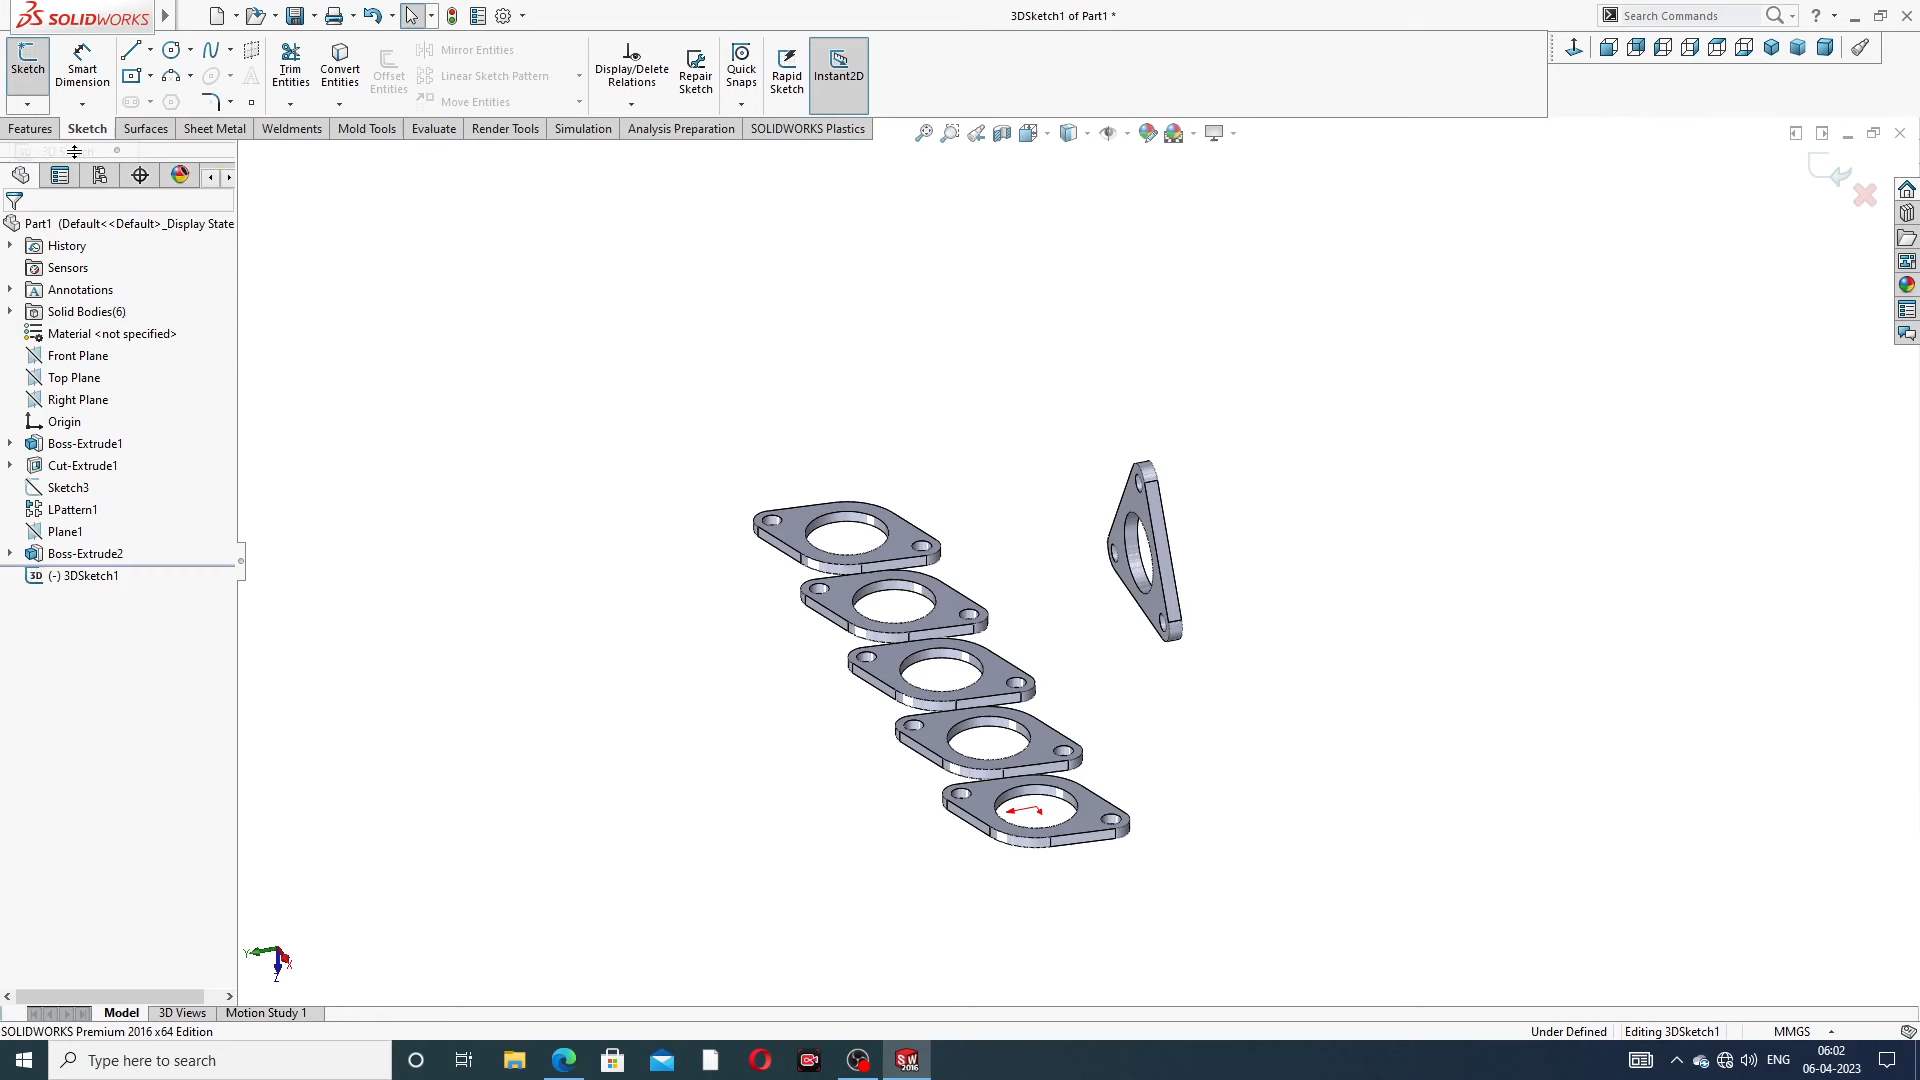 SOLIDWORKS
3DSketch1 of Part1 *
Search Commands
Sketch
Smart Dimension
Trim Entities
Convert Entities
Offset Entities
Mirror Entities
Linear Sketch Pattern
Move Entities
Display/Delete Relations
Repair Sketch
Quick Snaps
Rapid Sketch
Instant2D
Features
Sketch
Surfaces
Sheet Metal
Weldments
Mold Tools
Evaluate
Render Tools
Simulation
Analysis Preparation
SOLIDWORKS Plastics
Part1 (Default<<Default>_Display State
History
Sensors
Annotations
Solid Bodies(6)
Material <not specified>
Front Plane
Top Plane
Right Plane
Origin
Boss-Extrude1
Cut-Extrude1
Sketch3
LPattern1
Plane1
Boss-Extrude2
3D (-) 3DSketch1
Y
X
Z
Model
3D Views
Motion Study 1
SOLIDWORKS Premium 2016 x64 Edition
Under Defined
Editing 3DSketch1
MMGS
Type here to search
ENG
06:02
06-04-2023